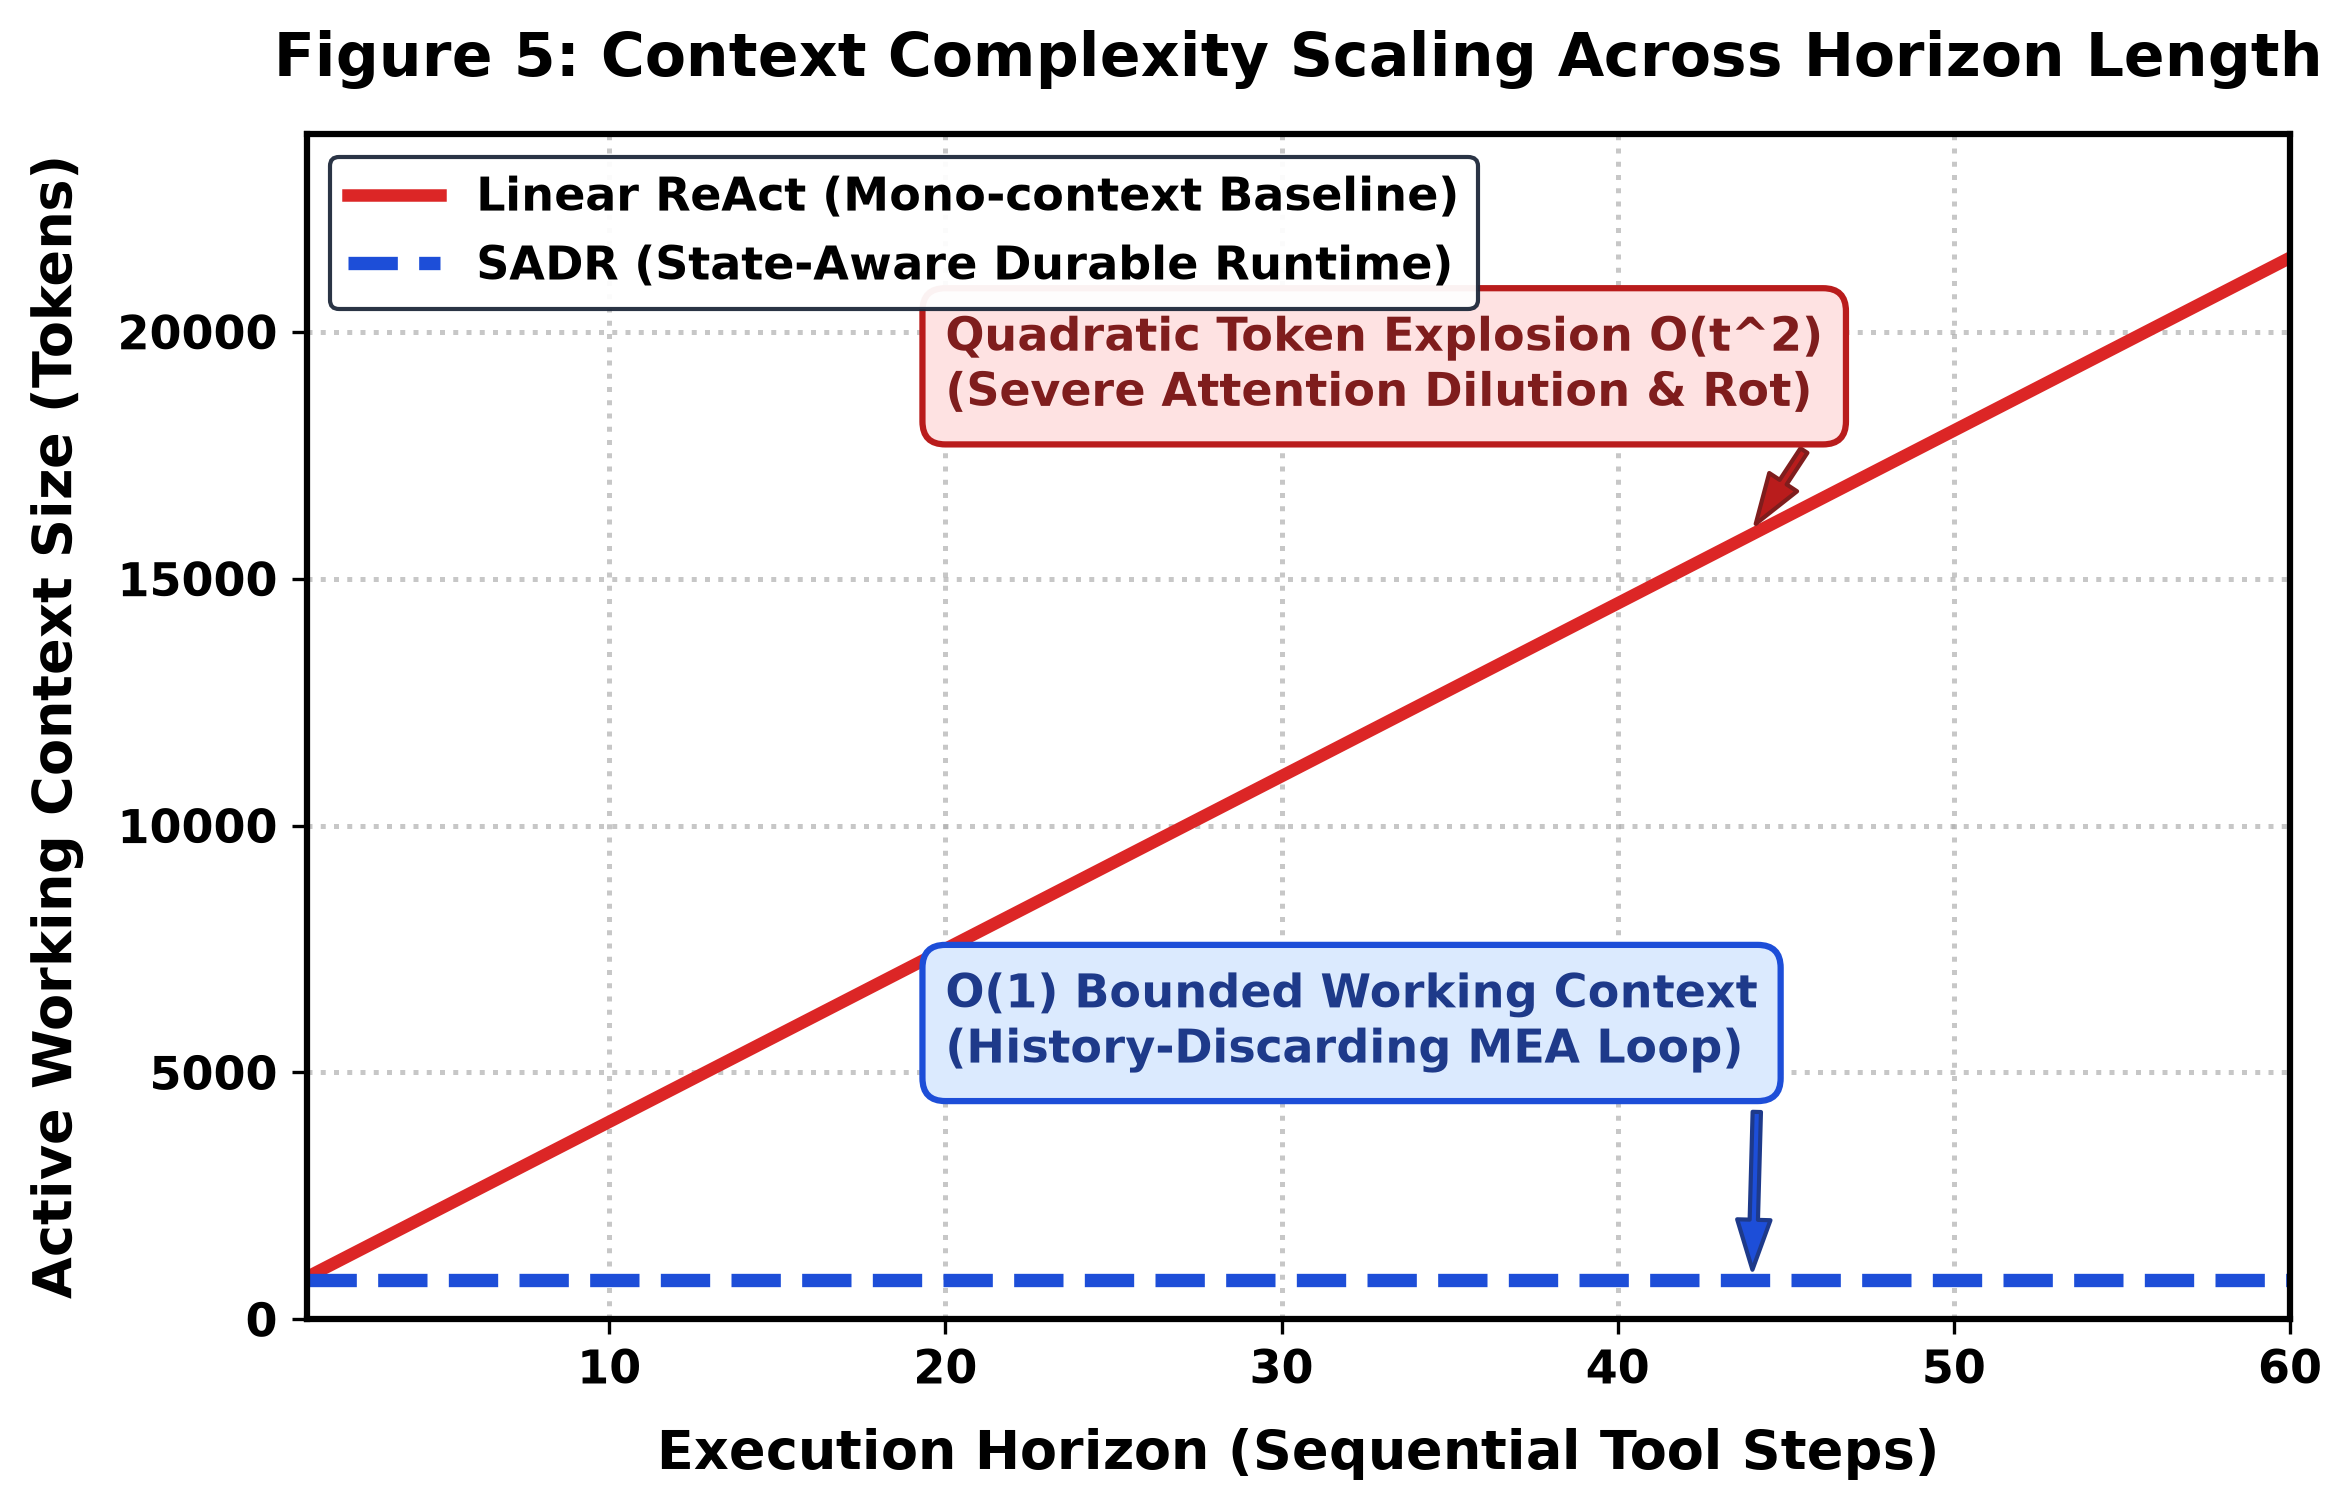 Figure 5: Context Complexity Scaling Across Horizon Length
Active Working Context Size (Tokens)
Linear ReAct (Mono-context Baseline)
SADR (State-Aware Durable Runtime)
Quadratic Token Explosion O(t^2)
(Severe Attention Dilution & Rot)
O(1) Bounded Working Context
(History-Discarding MEA Loop)
20000
15000
10000
5000
0
10 20 30 40 50 60
Execution Horizon (Sequential Tool Steps)